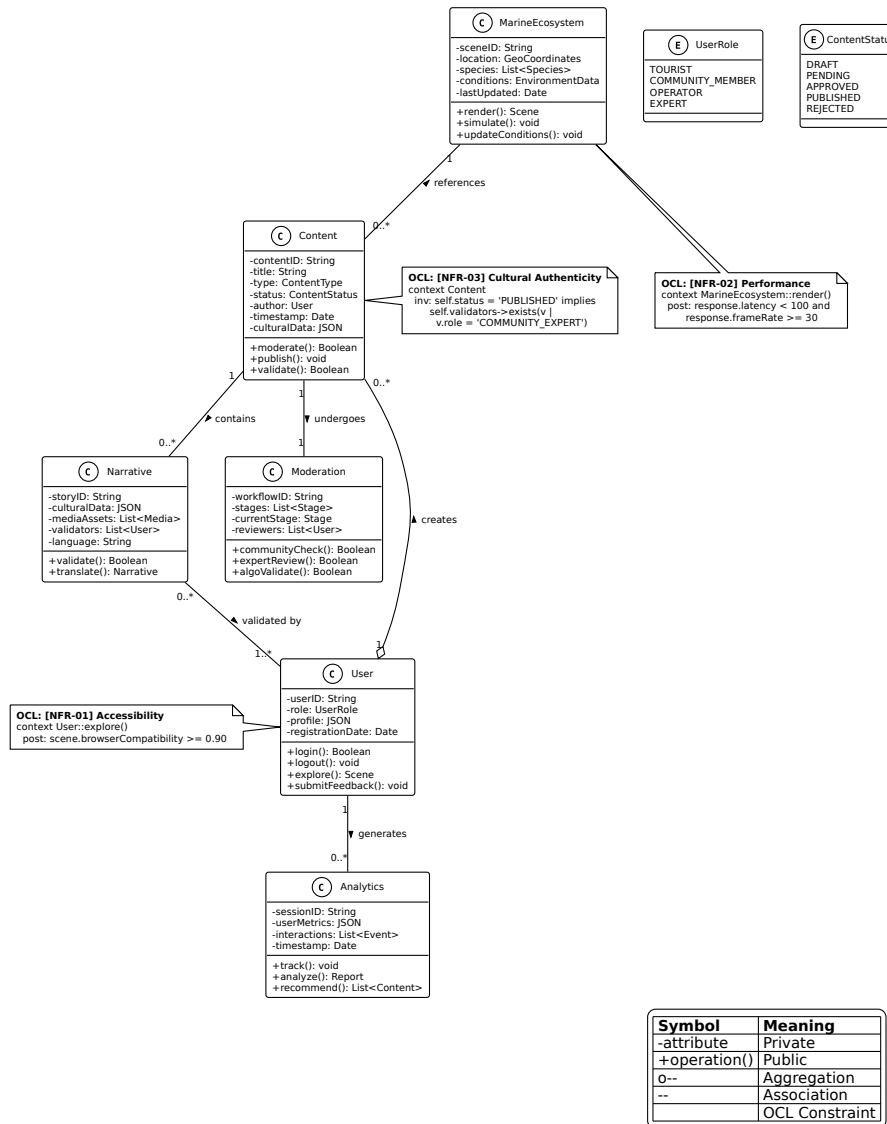 C MarineEcosystem
-sceneID: String
-location: GeoCoordinates
-species: List<Species>
-conditions: EnvironmentData
-lastUpdated: Date
+render(): Scene
+simulate(): void
+updateConditions(): void
E UserRole
TOURIST
COMMUNITY_MEMBER
OPERATOR
EXPERT
E ContentStatu
DRAFT
PENDING
APPROVED
PUBLISHED
REJECTED
1
references
0..*
C Content
-contentID: String
-title: String
-type: ContentType
-status: ContentStatus
-author: User
-timestamp: Date
-culturalData: JSON
+moderate(): Boolean
+publish(): void
+validate(): Boolean
OCL: [NFR-03] Cultural Authenticity
context Content
inv: self.status = 'PUBLISHED' implies
self.validators->exists(v |
v.role = 'COMMUNITY_EXPERT')
OCL: [NFR-02] Performance
context MarineEcosystem::render()
post: response.latency < 100 and
response.frameRate >= 30
1
contains
0..*
1
undergoes
1
0..*
creates
1
C Narrative
-storyID: String
-culturalData: JSON
-mediaAssets: List<Media>
-validators: List<User>
-language: String
+validate(): Boolean
+translate(): Narrative
C Moderation
-workflowID: String
-stages: List<Stage>
-currentStage: Stage
-reviewers: List<User>
+communityCheck(): Boolean
+expertReview(): Boolean
+algoValidate(): Boolean
0..*
validated by
1..*
C User
-userID: String
-role: UserRole
-profile: JSON
-registrationDate: Date
+login(): Boolean
+logout(): void
+explore(): Scene
+submitFeedback(): void
OCL: [NFR-01] Accessibility
context User::explore()
post: scene.browserCompatibility >= 0.90
1
generates
0..*
C Analytics
-sessionID: String
-userMetrics: JSON
-interactions: List<Event>
-timestamp: Date
+track(): void
+analyze(): Report
+recommend(): List<Content>
Symbol Meaning
-attribute Private
+operation() Public
o-- Aggregation
-- Association
OCL Constraint